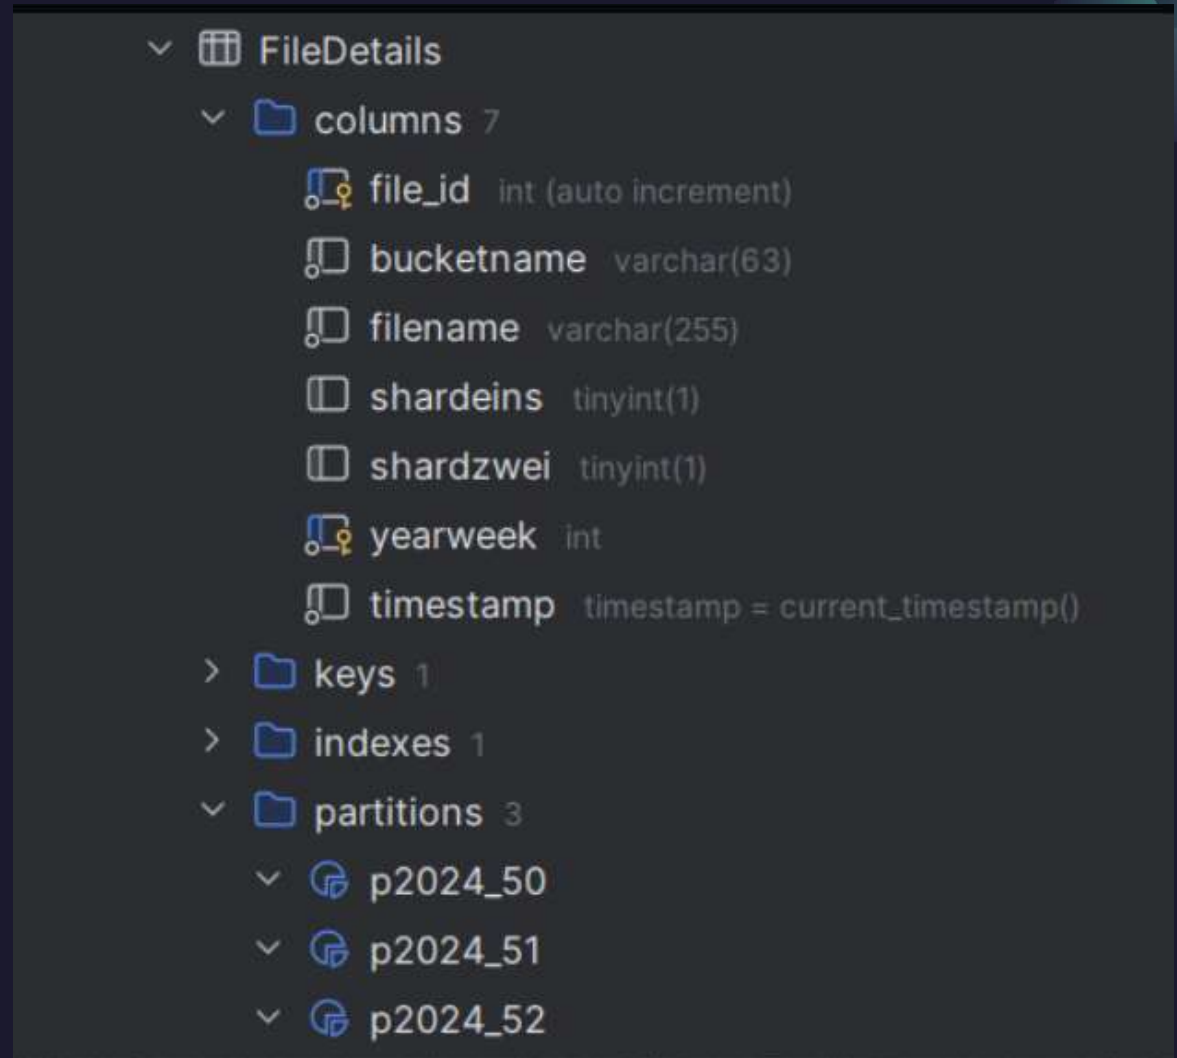 FileDetails
columns 7
file_id int (auto increment)
bucketname varchar(63)
filename varchar(255)
shardeins tinyint(1)
shardzwei tinyint(1)
yearweek int
timestamp timestamp = current_timestamp()
keys 1
indexes 1
partitions 3
p2024_50
p2024_51
p2024_52